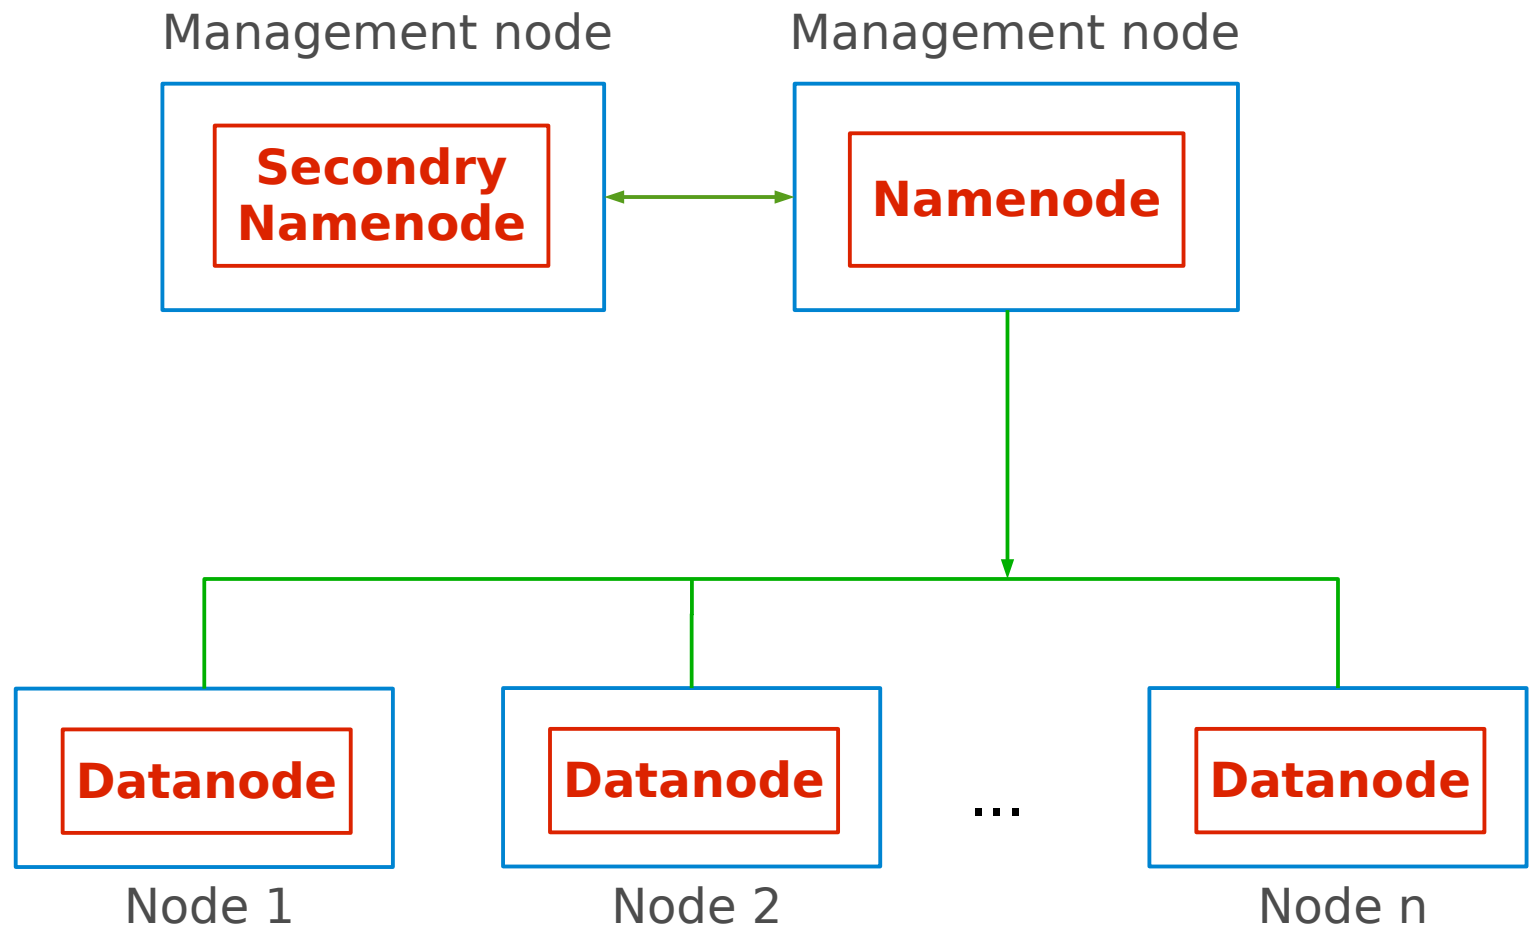 Management node
Management node
Secondry
Namenode
Namenode
Datanode
Datanode
...
Datanode
Node 1
Node 2
Node n